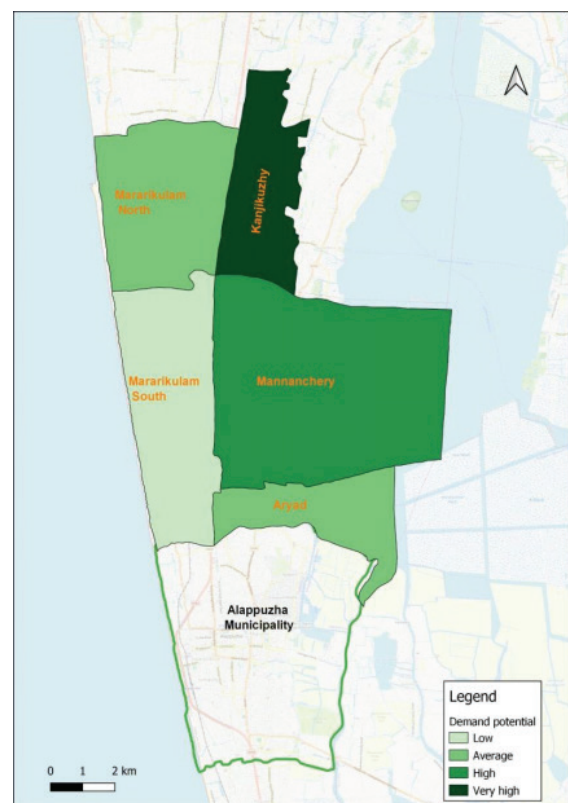 Kanjikuzhy
Mararikulam
North
Mararikulam
South
Mannanchery
Aryad
Alappuzha
Municipality
Legend
Demand potential
Low
Average
High
Very high
0 1 2 km